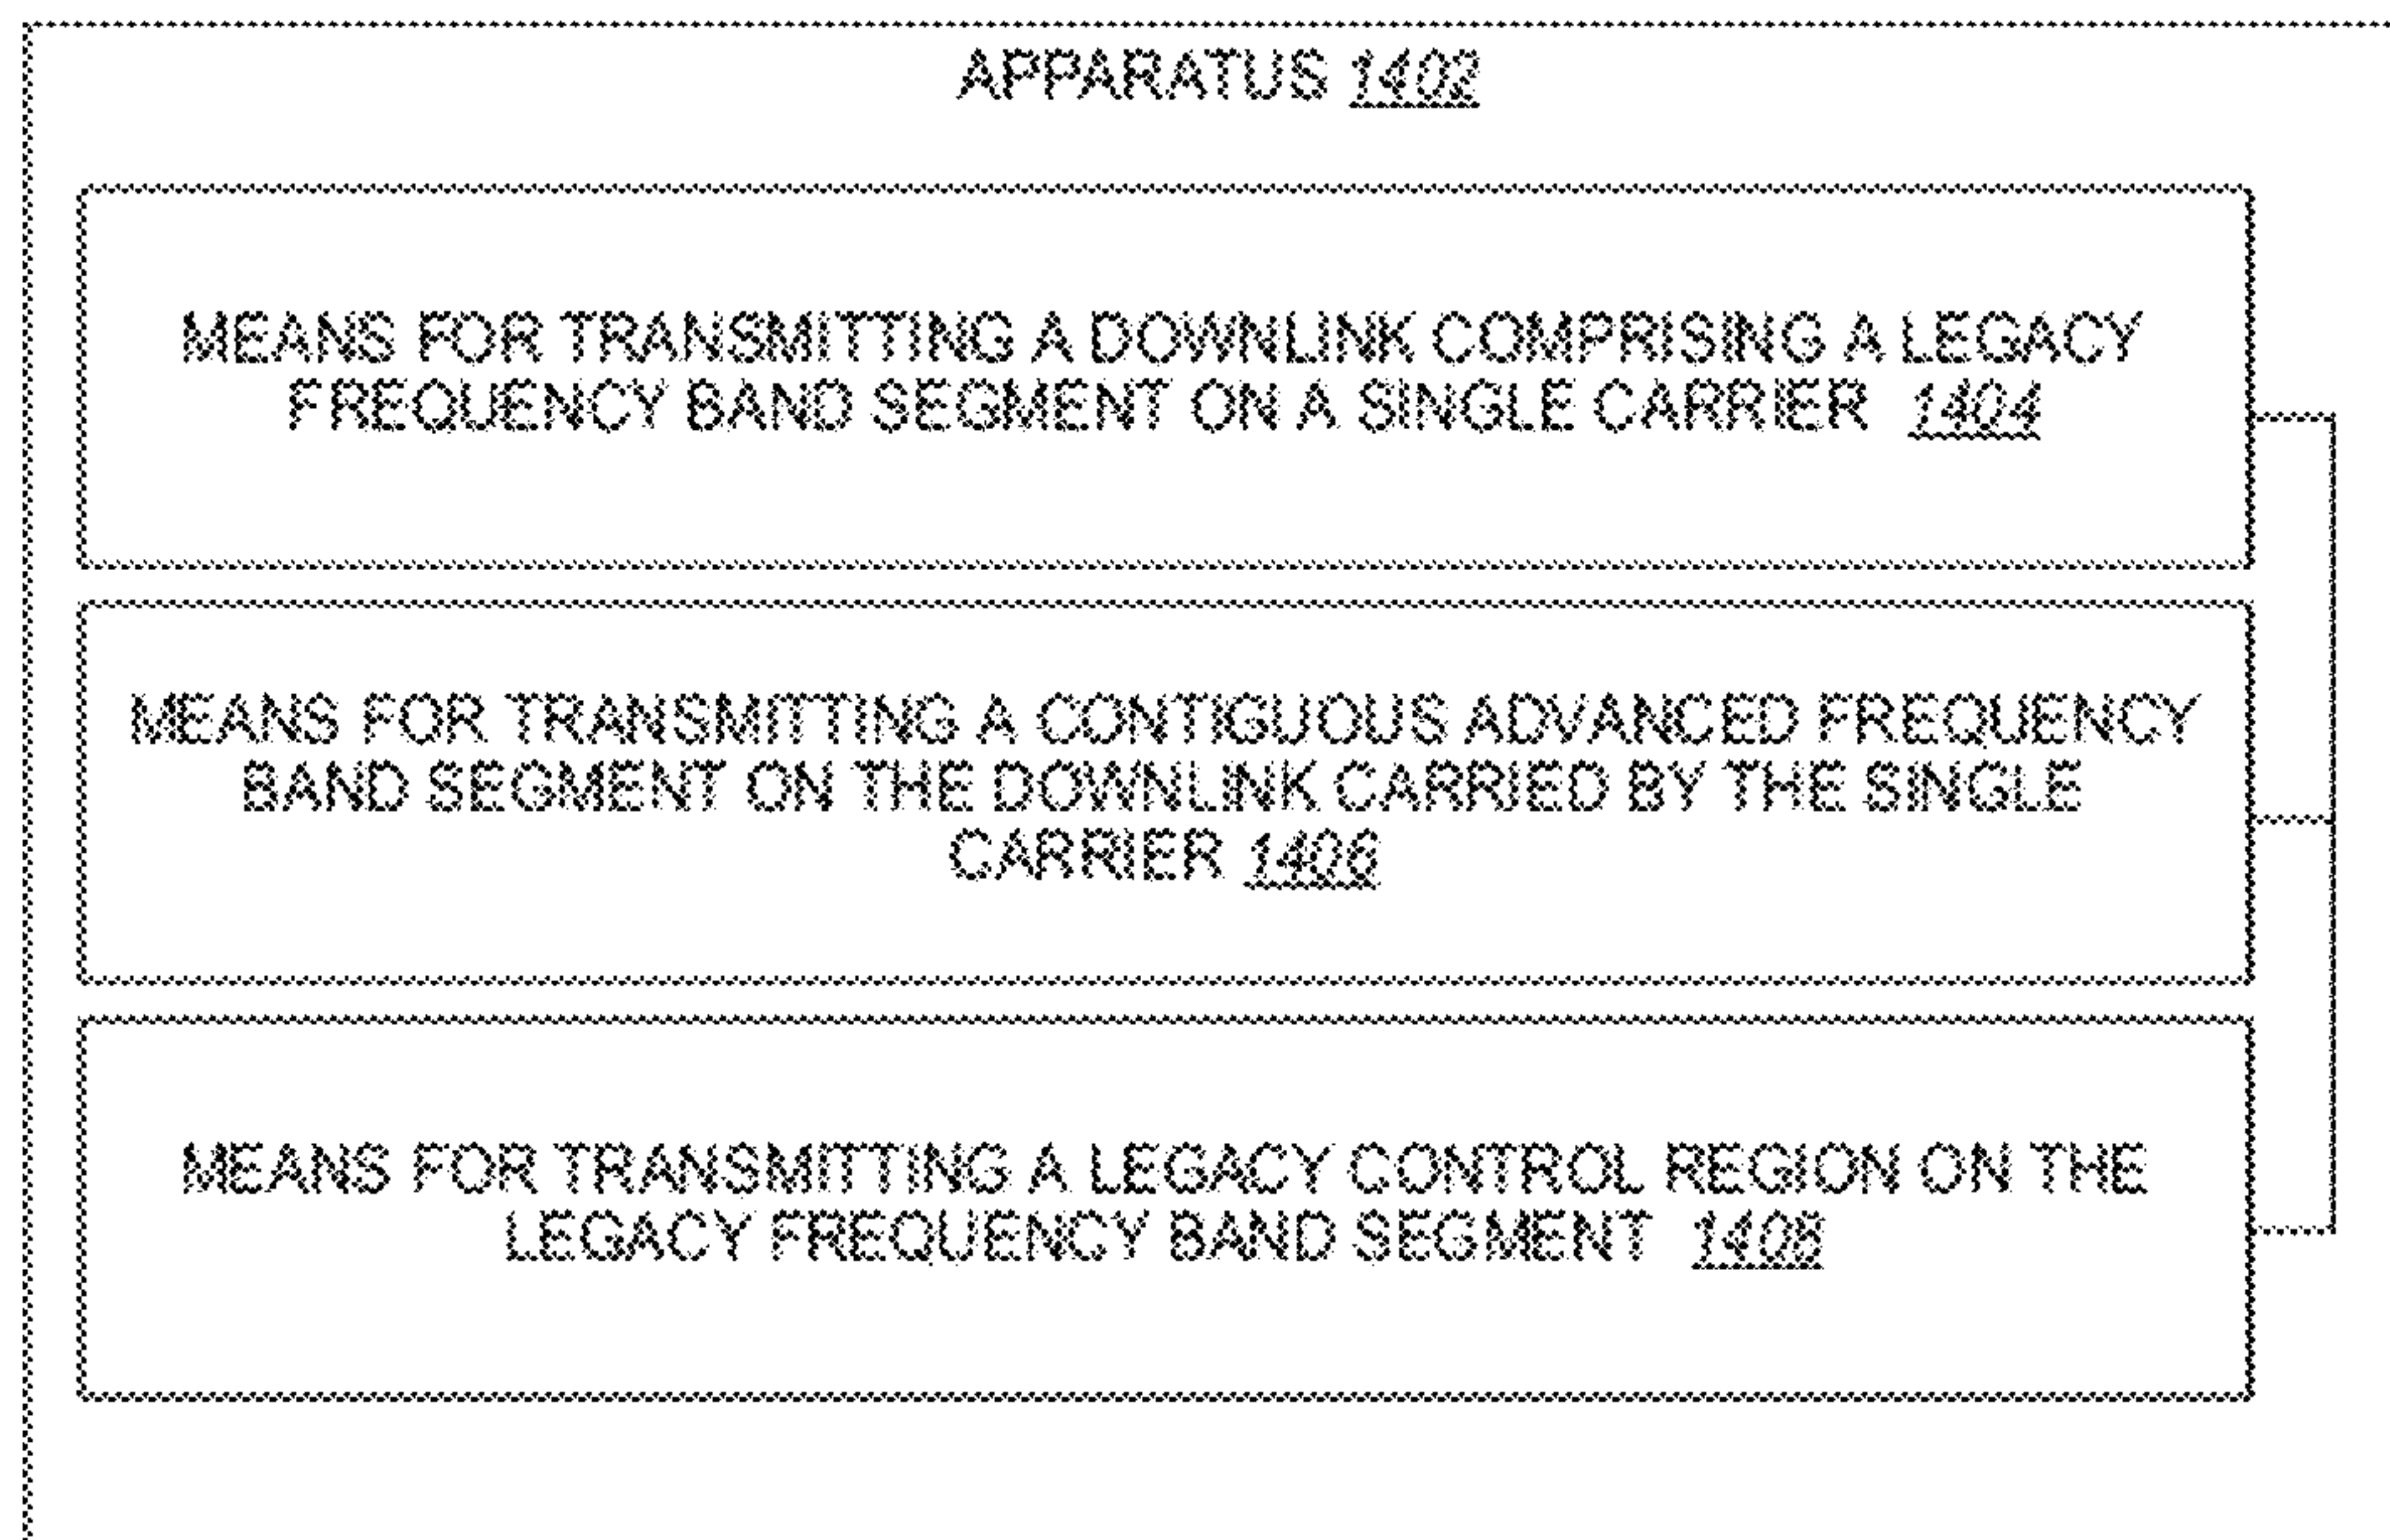 APPARATUS 1402
MEANS FOR TRANSMITTING A DOWNLINK COMPRISING A LEGACY
FREQUENCY BAND SEGMENT ON A SINGLE CARRIER 1404
MEANS FOR TRANSMITTING A CONTIGUOUS ADVANCED FREQUENCY
BAND SEGMENT ON THE DOWNLINK CARRIED BY THE SINGLE
CARRIER 1406
MEANS FOR TRANSMITTING A LEGACY CONTROL REGION ON THE
LEGACY FREQUENCY BAND SEGMENT 1408